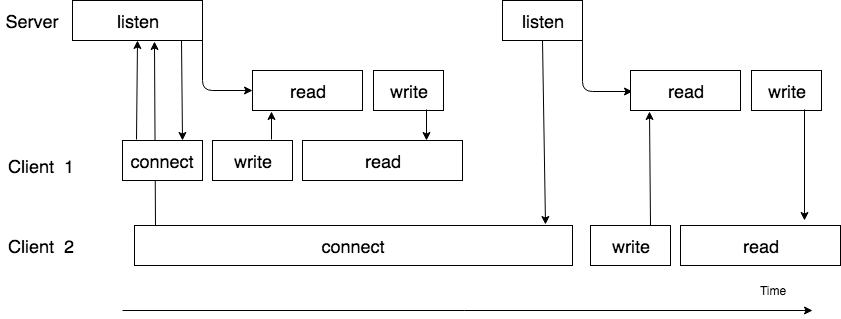 Server listen listen
read write read write
Client 1 connect write read
Client 2 connect write read
Time